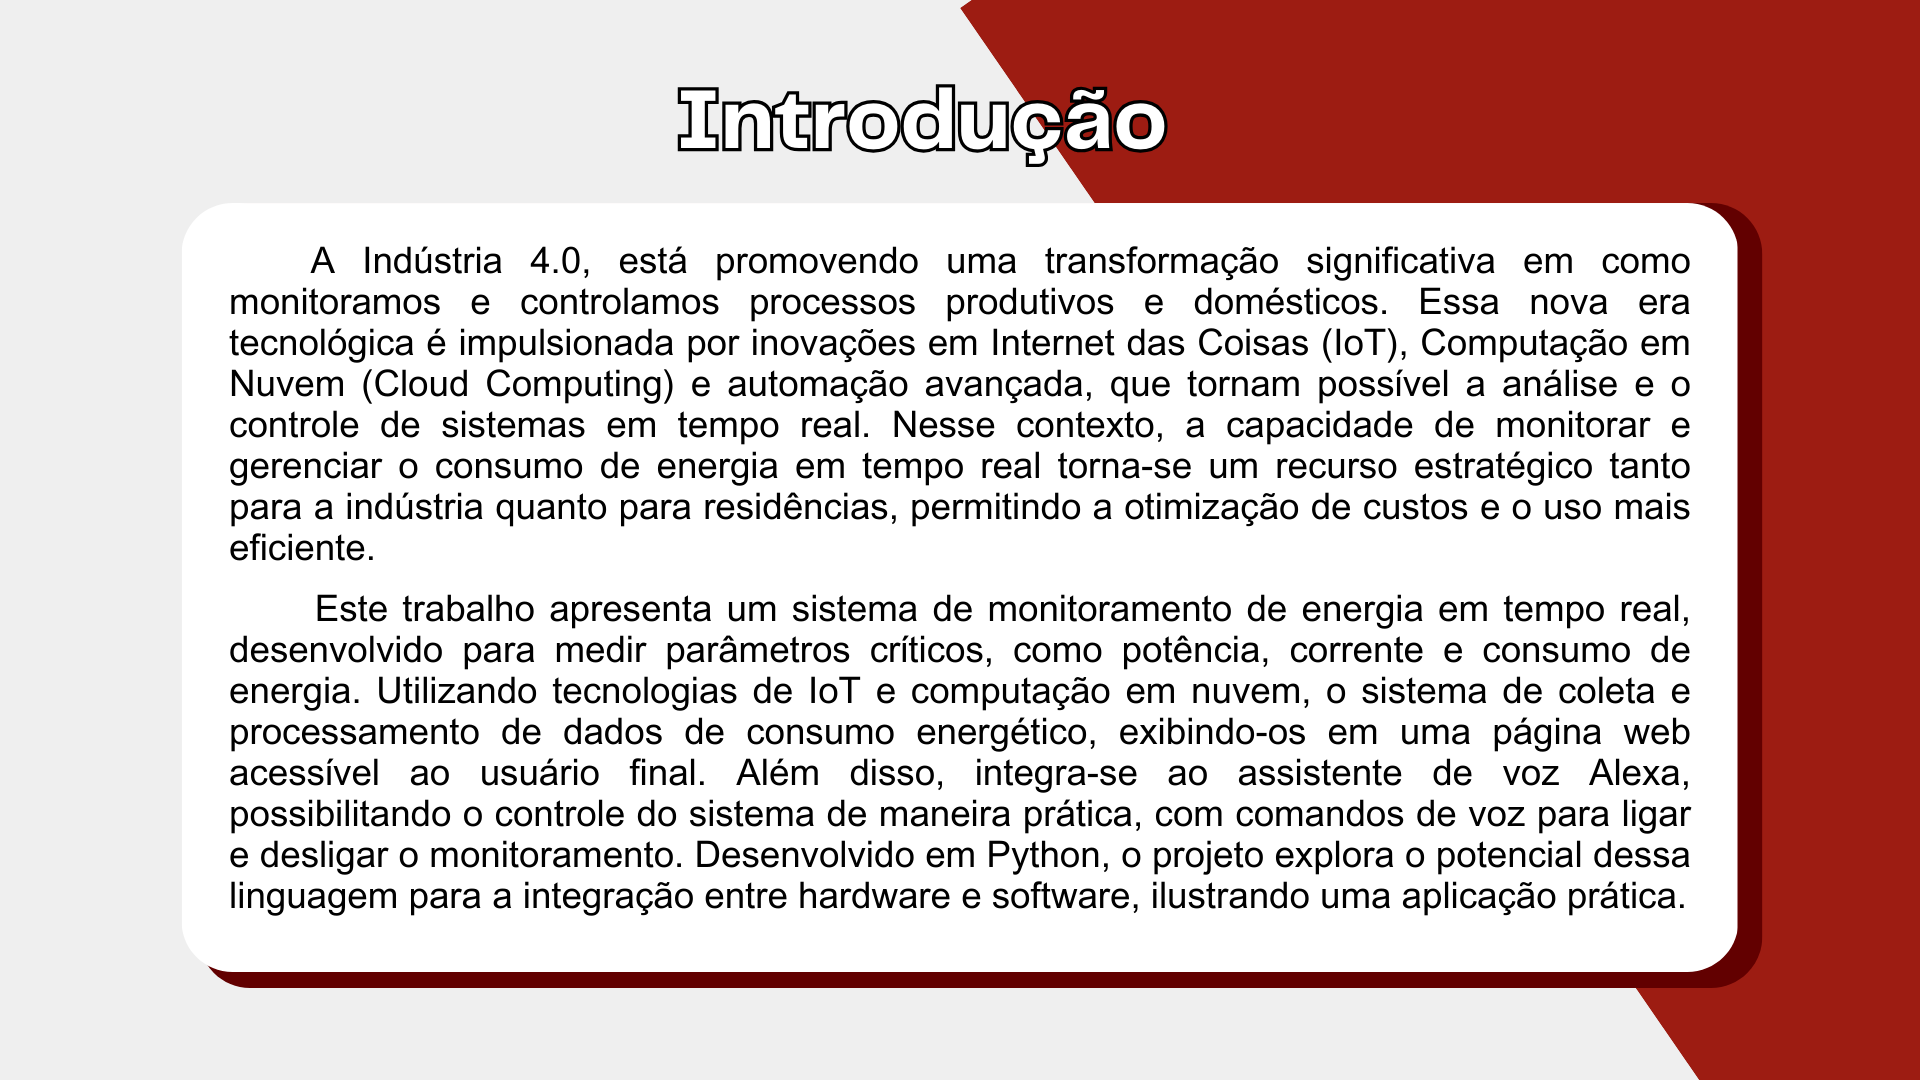 Introdução
A Indústria 4.0, está promovendo uma transformação significativa em como
monitoramos e controlamos processos produtivos e domésticos. Essa nova era
tecnológica é impulsionada por inovações em Internet das Coisas (IoT), Computação em
Nuvem (Cloud Computing) e automação avançada, que tornam possível a análise e o
controle de sistemas em tempo real. Nesse contexto, a capacidade de monitorar e
gerenciar o consumo de energia em tempo real torna-se um recurso estratégico tanto
para a indústria quanto para residências, permitindo a otimização de custos e o uso mais
eficiente.
Este trabalho apresenta um sistema de monitoramento de energia em tempo real,
desenvolvido para medir parâmetros críticos, como potência, corrente e consumo de
energia. Utilizando tecnologias de IoT e computação em nuvem, o sistema de coleta e
processamento de dados de consumo energético, exibindo-os em uma página web
acessível ao usuário final. Além disso, integra-se ao assistente de voz Alexa,
possibilitando o controle do sistema de maneira prática, com comandos de voz para ligar
e desligar o monitoramento. Desenvolvido em Python, o projeto explora o potencial dessa
linguagem para a integração entre hardware e software, ilustrando uma aplicação prática.